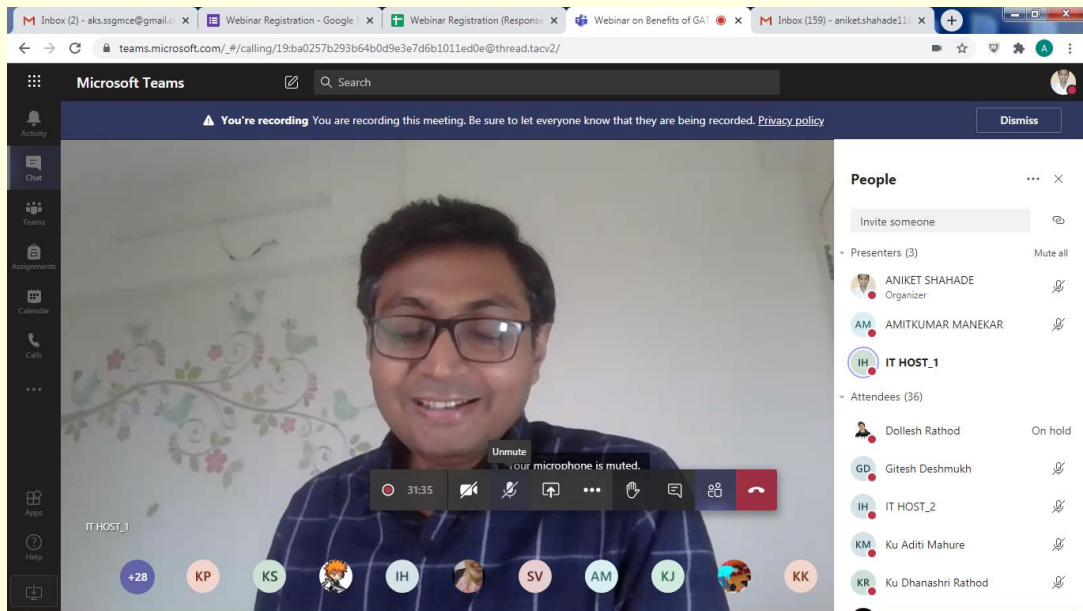 Inbox (2) - aks.ssgmce@gmail.c
Webinar Registration - Google F
Webinar Registration (Response
Webinar on Benefits of GAT
Inbox (159) - aniket.shahade11
teams.microsoft.com/_#/calling/19:ba0257b293b64b0d9e3e7d6b1011ed0e@thread.tacv2/
A
Microsoft Teams
Search
You're recording You are recording this meeting. Be sure to let everyone know that they are being recorded. Privacy policy
Dismiss
Activity
Chat
Teams
Assignments
Calendar
Calls
Apps
Help
Unmute
Your microphone is muted.
31:35
IT HOST_1
+28
KP
KS
IH
SV
AM
KJ
KK
People
Invite someone
Presenters (3)
Mute all
ANIKET SHAHADE
Organizer
AM AMITKUMAR MANEKAR
IH IT HOST_1
Attendees (36)
Dollesh Rathod On hold
GD Gitesh Deshmukh
IH IT HOST_2
KM Ku Aditi Mahure
KR Ku Dhanashri Rathod